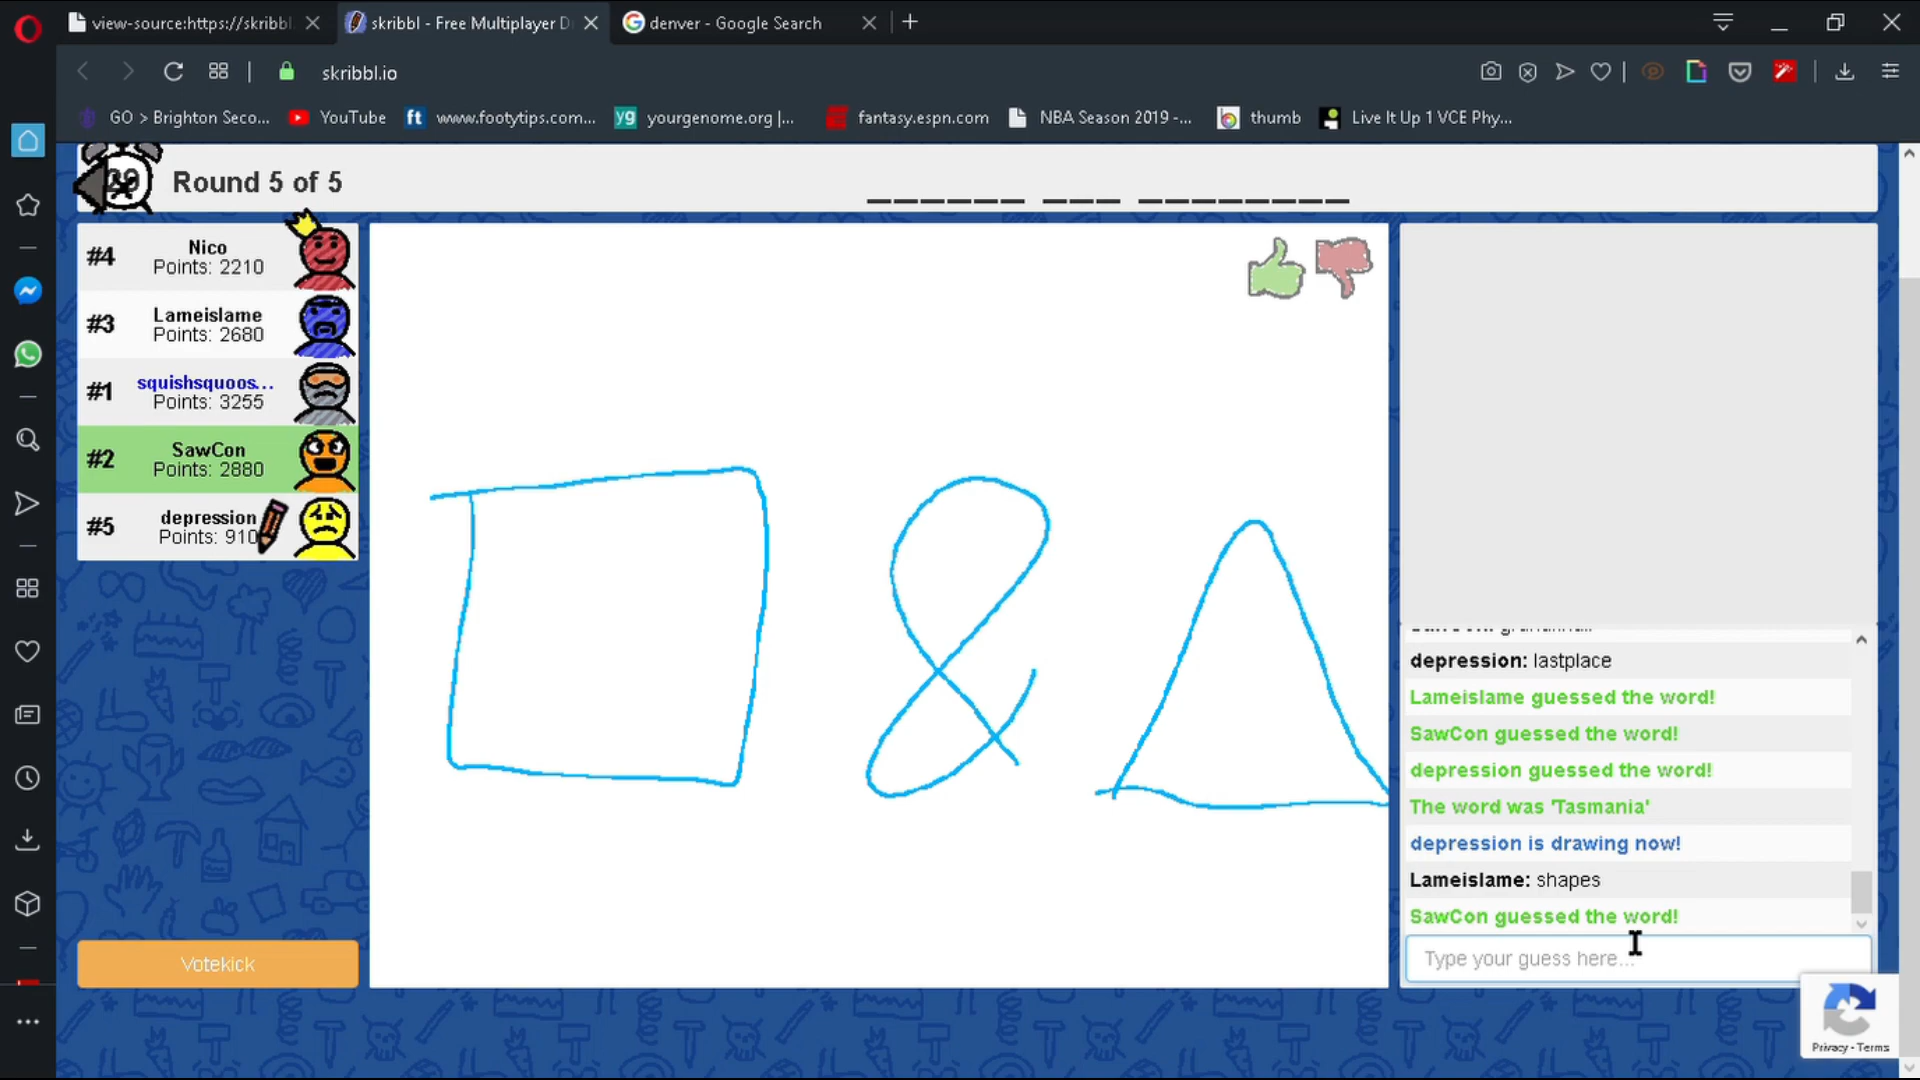 view-source:https://skribbl
skribbl - Free Multiplayer D
denver - Google Search
skribbl.io
GO > Brighton Seco...
YouTube
ft
www.footytips.com...
yg
yourgenome.org |...
fantasy.espn.com
NBA Season 2019 -...
thumb
Live It Up 1 VCE Phy...
Round 5 of 5
#4
Nico
Points: 2210
#3
Lameislame
Points: 2680
#1
squishsquoos...
Points: 3255
#2
SawCon
Points: 2880
#5
depression
Points: 910
Votekick
&
depression: lastplace
Lameislame guessed the word!
SawCon guessed the word!
depression guessed the word!
The word was 'Tasmania'
depression is drawing now!
Lameislame: shapes
SawCon guessed the word!
Type your guess here...
Privacy - Terms